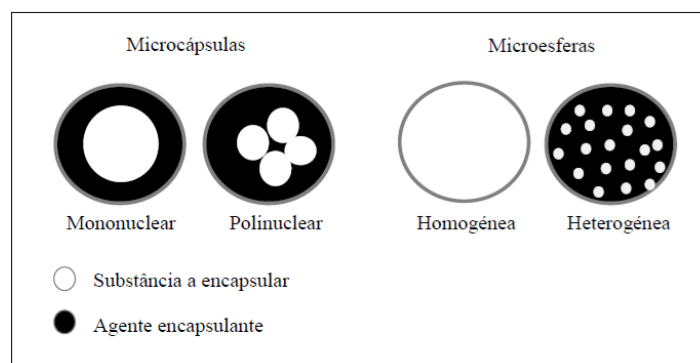 Microcápsulas
Microesferas
Mononuclear
Polinuclear
Homogénea
Heterogénea
Substância a encapsular
Agente encapsulante